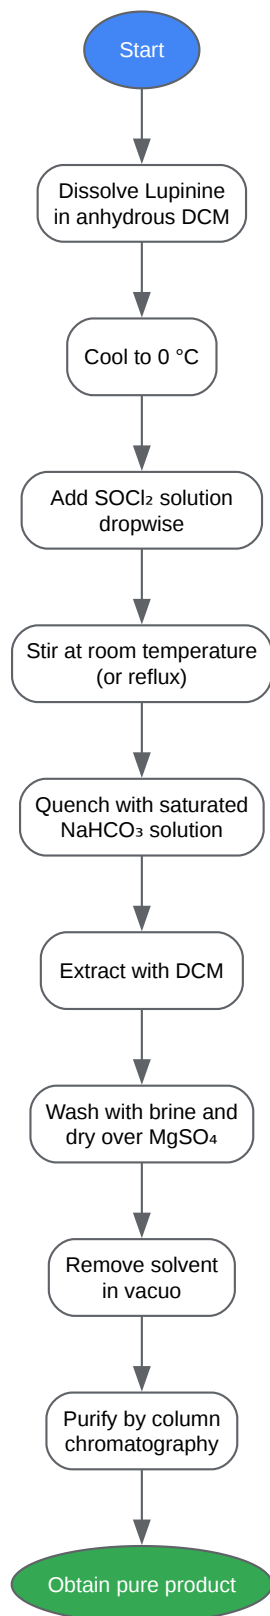 Start
Dissolve Lupinine
in anhydrous DCM
Cool to 0 °C
Add SOCl₂ solution
dropwise
Stir at room temperature
(or reflux)
Quench with saturated
NaHCO₃ solution
Extract with DCM
Wash with brine and
dry over MgSO₄
Remove solvent
in vacuo
Purify by column
chromatography
Obtain pure product